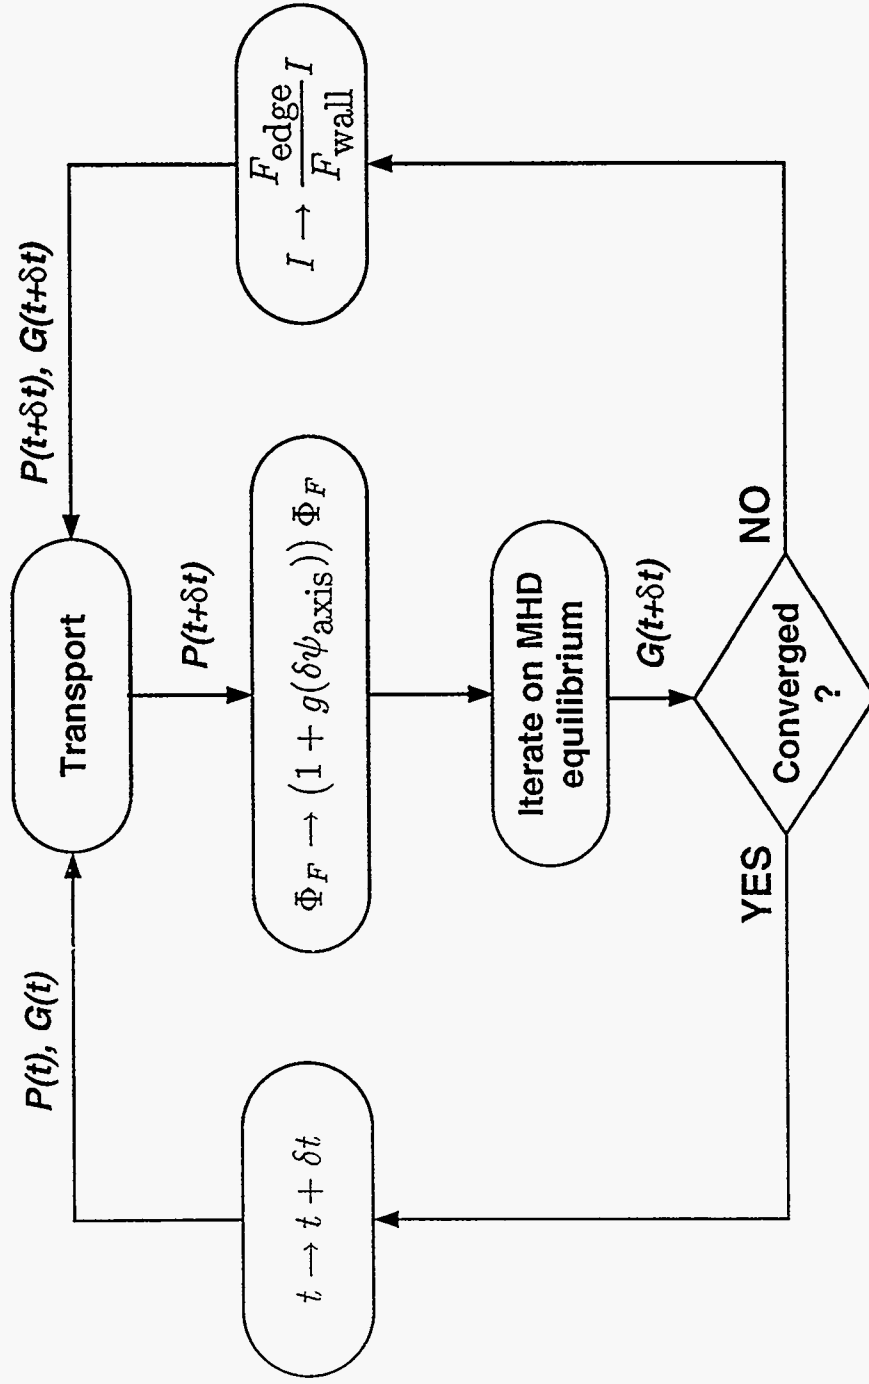 P(t), G(t)
P(t+δt), G(t+δt)
Transport
P(t+δt)
t → t + δt
Φ_F → (1 + g(δψ_axis)) Φ_F
I → F_edge / F_wall I
Iterate on MHD
equilibrium
G(t+δt)
YES
NO
Converged
?